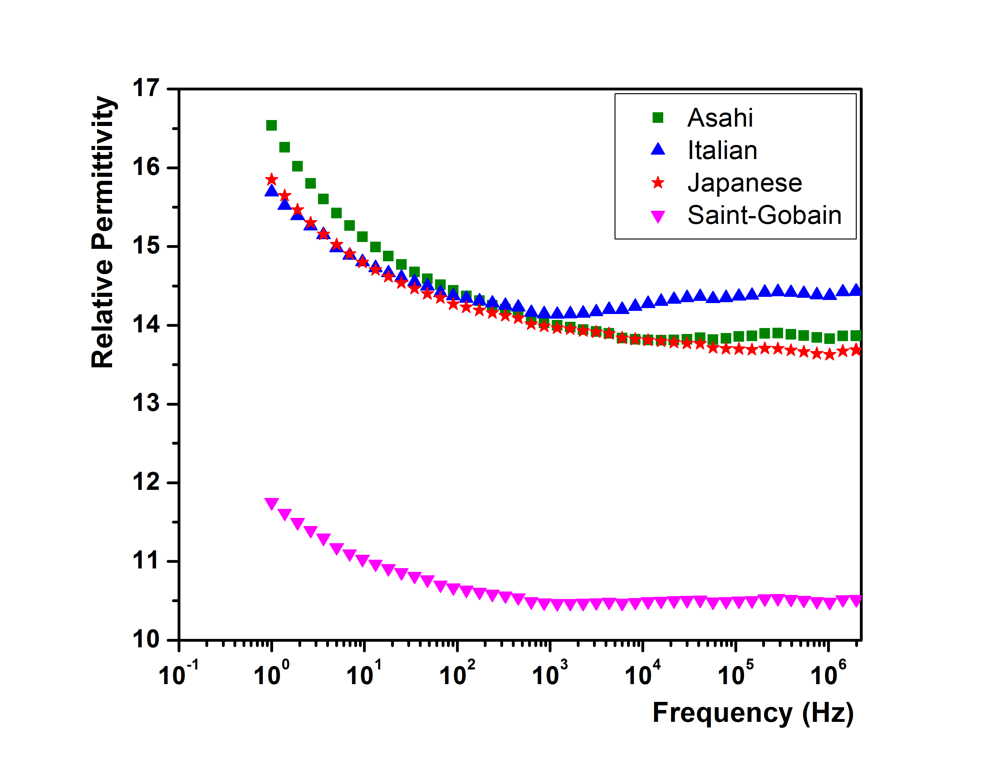 17
16
15
14
13
12
11
10
Relative Permittivity
Asahi
Italian
Japanese
Saint-Gobain
10⁻¹ 10⁰ 10¹ 10² 10³ 10⁴ 10⁵ 10⁶
Frequency (Hz)